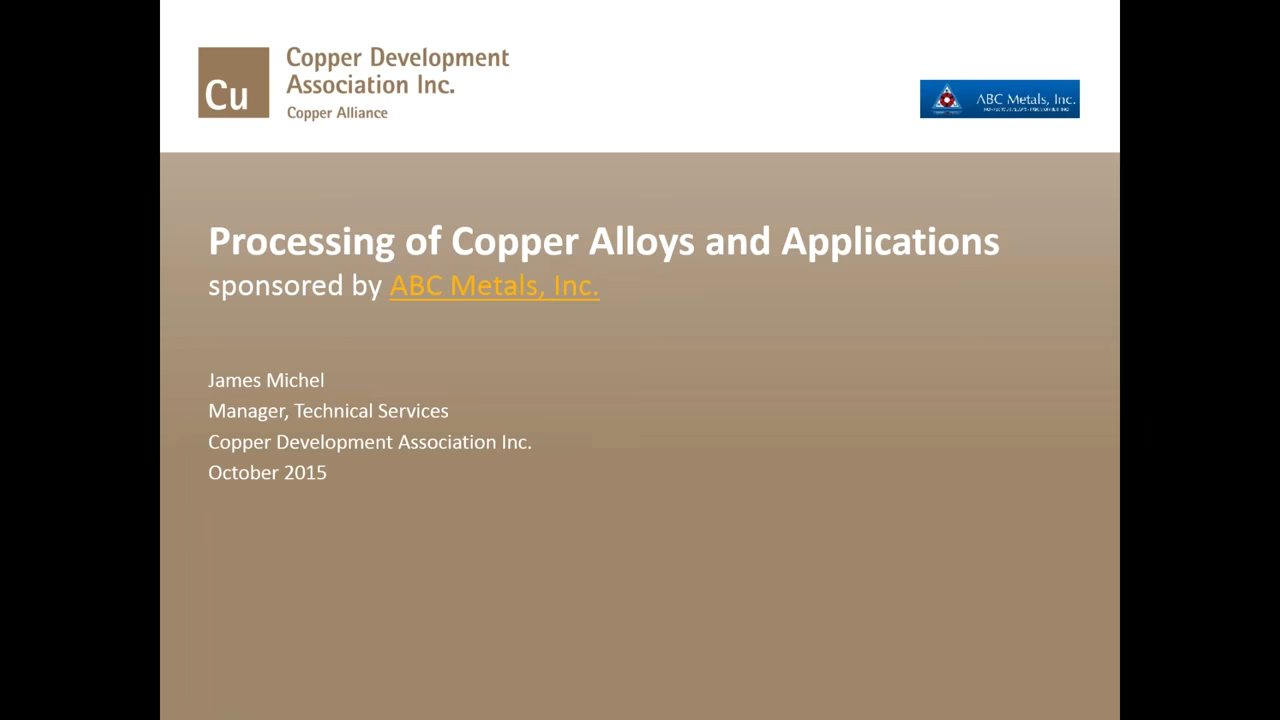 Cu
Copper Development
Association Inc.
Copper Alliance
ABC Metals, Inc.
Processing of Copper Alloys and Applications
sponsored by ABC Metals, Inc.
James Michel
Manager, Technical Services
Copper Development Association Inc.
October 2015